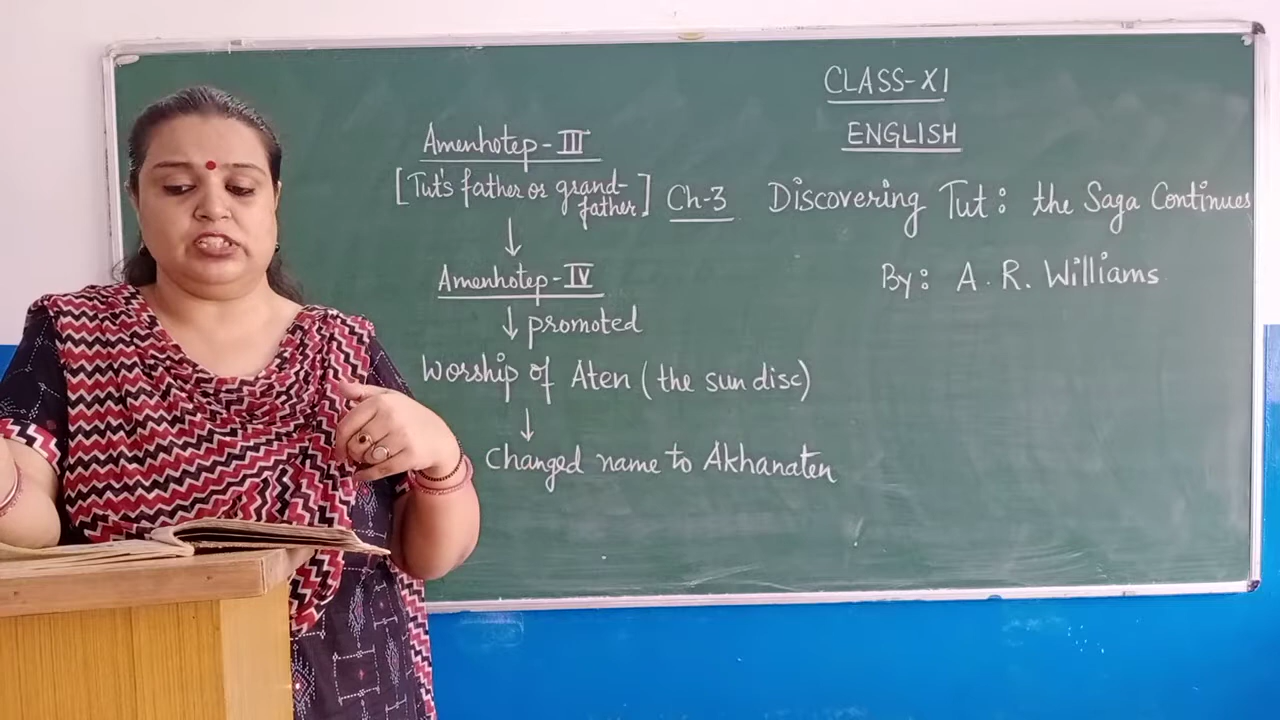 CLASS-XI
ENGLISH
Ch-3 Discovering Tut : the Saga Continues
By: A. R. Williams
Amenhotep - III
[Tut's father or grand-
father]
↓
Amenhotep - IV
↓ promoted
Worship of Aten (the sun disc)
↓
Changed name to Akhanaten